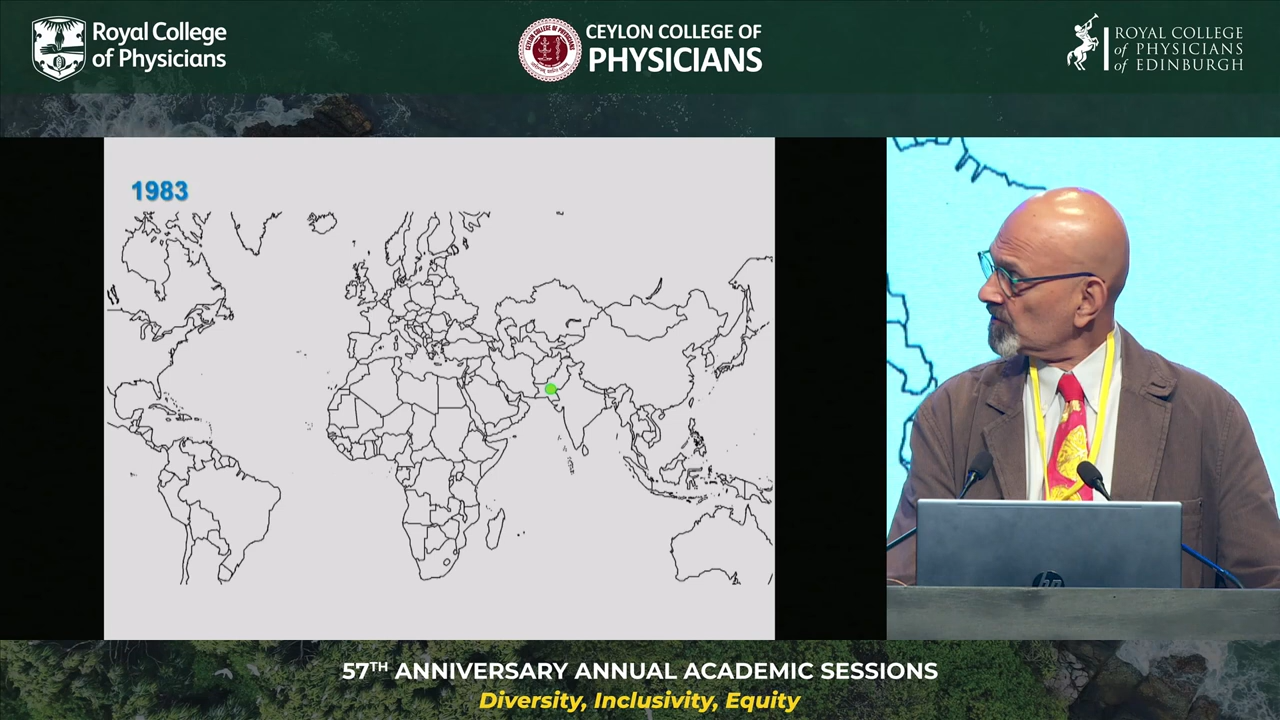 Royal College
of Physicians
CEYLON COLLEGE OF
PHYSICIANS
ROYAL COLLEGE
of PHYSICIANS
of EDINBURGH
1983
hp
57TH ANNIVERSARY ANNUAL ACADEMIC SESSIONS
Diversity, Inclusivity, Equity